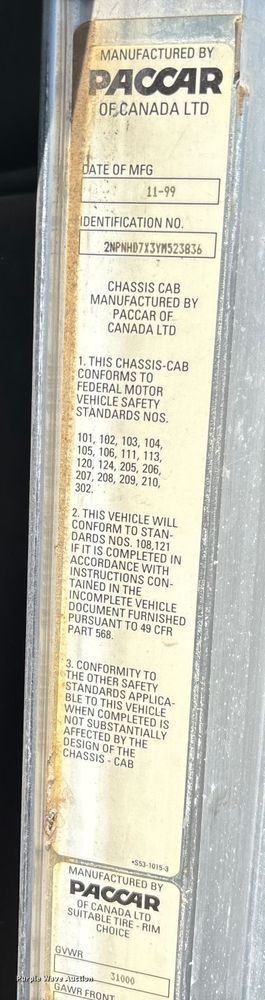 MANUFACTURED BY
PACCAR
OF CANADA LTD
DATE OF MFG
11-99
IDENTIFICATION NO.
2NPNHD7X3YM523836
CHASSIS CAB
MANUFACTURED BY
PACCAR OF
CANADA LTD
1. THIS CHASSIS-CAB
CONFORMS TO
FEDERAL MOTOR
VEHICLE SAFETY
STANDARDS NOS.
101, 102, 103, 104,
105, 106, 111, 113,
120, 124, 205, 206,
207, 208, 209, 210,
302.
2. THIS VEHICLE WILL
CONFORM TO STAN-
DARDS NOS. 108,121
IF IT IS COMPLETED IN
ACCORDANCE WITH
INSTRUCTIONS CON-
TAINED IN THE
INCOMPLETE VEHICLE
DOCUMENT FURNISHED
PURSUANT TO 49 CFR
PART 568.
3. CONFORMITY TO
THE OTHER SAFETY
STANDARDS APPLICA-
BLE TO THIS VEHICLE
WHEN COMPLETED IS
NOT SUBSTANTIALLY
AFFECTED BY THE
DESIGN OF THE
CHASSIS - CAB
•S53-1015-3
MANUFACTURED BY
PACCAR
OF CANADA LTD
SUITABLE TIRE - RIM
CHOICE
GVWR
31000
GAWR FRONT
Purple Wave Auction